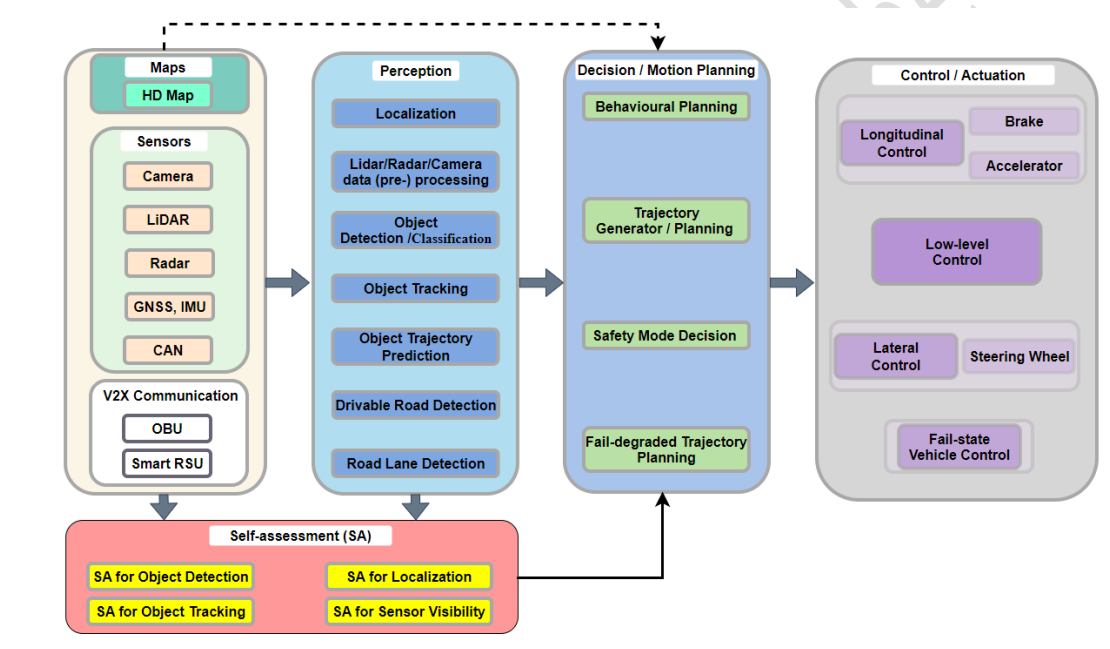 Maps
HD Map
Sensors
Camera
LiDAR
Radar
GNSS, IMU
CAN
V2X Communication
OBU
Smart RSU
Perception
Localization
Lidar/Radar/Camera
data (pre-) processing
Object
Detection /Classification
Object Tracking
Object Trajectory
Prediction
Drivable Road Detection
Road Lane Detection
Decision / Motion Planning
Behavioural Planning
Trajectory
Generator / Planning
Safety Mode Decision
Fail-degraded Trajectory
Planning
Control / Actuation
Longitudinal
Control
Brake
Accelerator
Low-level
Control
Lateral
Control
Steering Wheel
Fail-state
Vehicle Control
Self-assessment (SA)
SA for Object Detection
SA for Localization
SA for Object Tracking
SA for Sensor Visibility